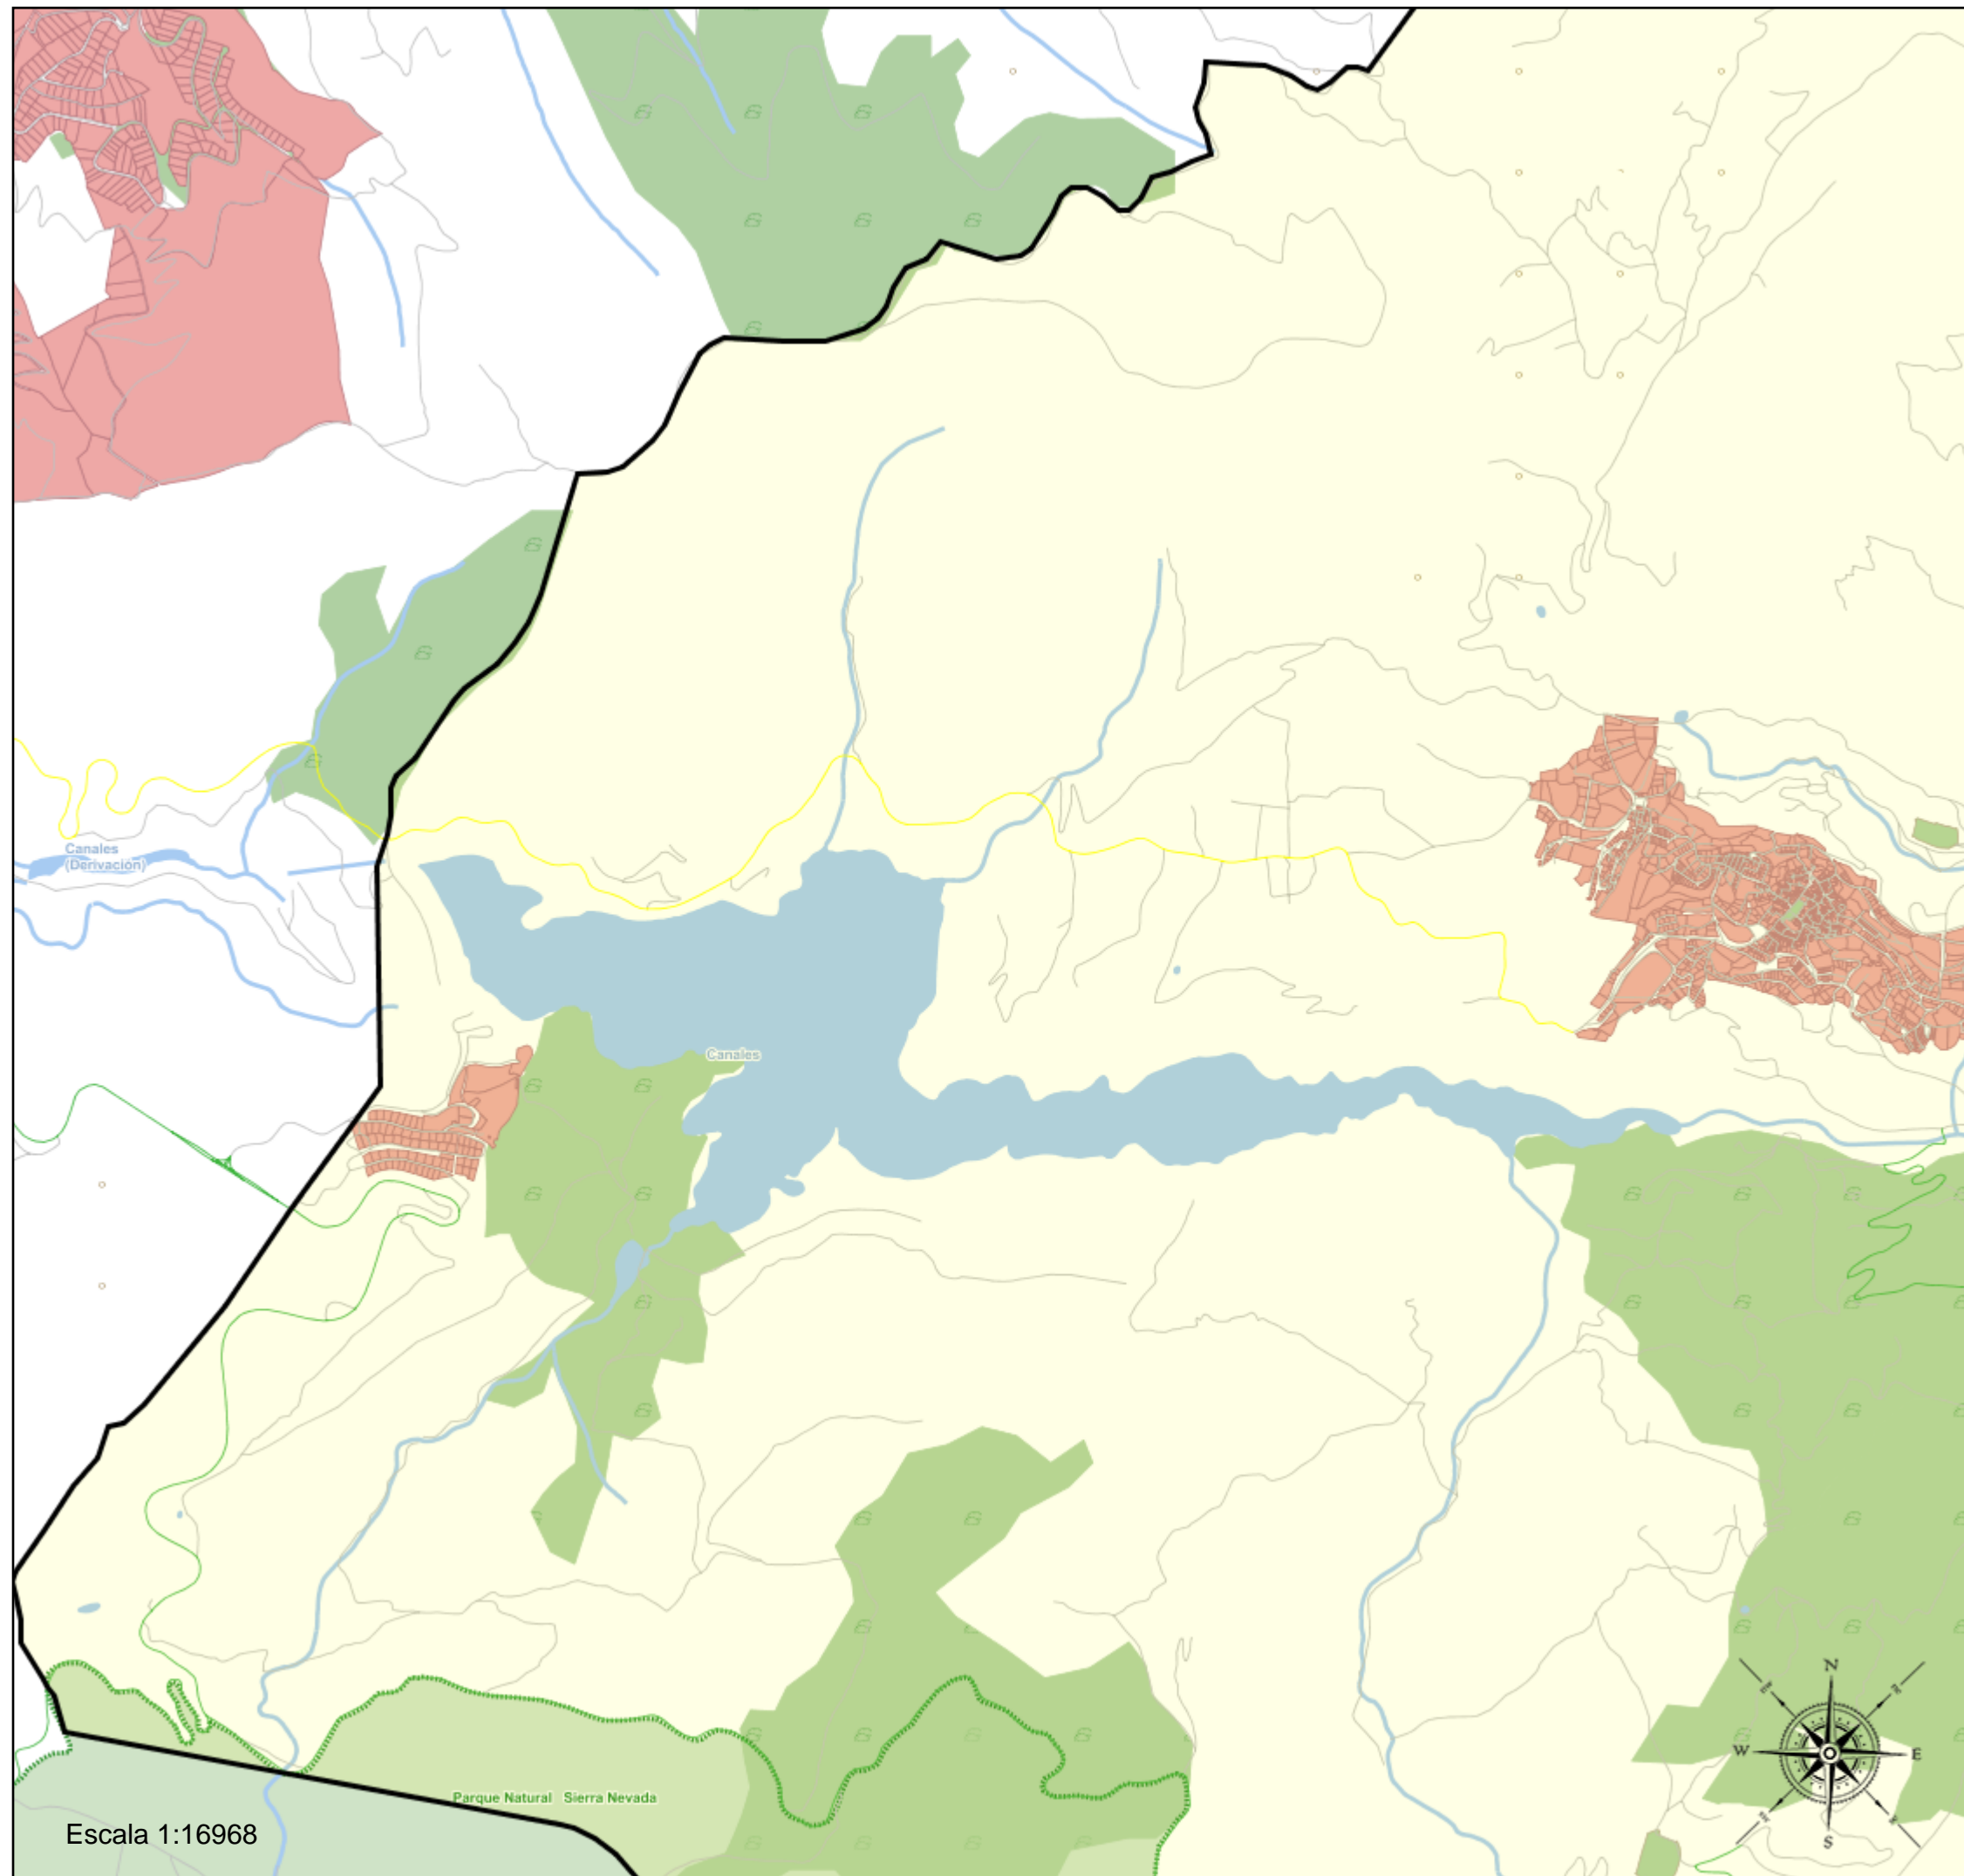 Canales
(Derivación)
Canales
N
W
E
S
Parque Natural Sierra Nevada
Escala 1:16968